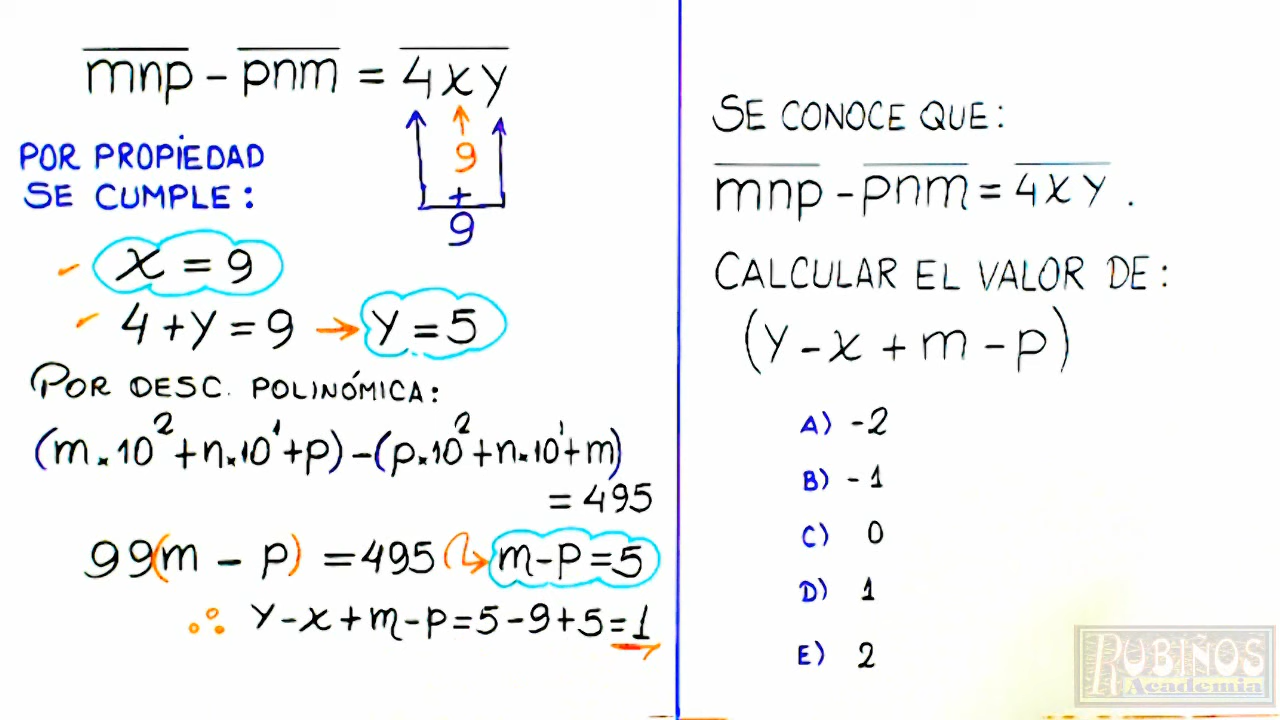 mnp - pnm = 4xy
9
+
9
POR PROPIEDAD
SE CUMPLE:
x = 9
4 + y = 9 → y = 5
POR DESC. POLINÓMICA:
(m×10² + n×10¹ + p) - (p×10² + n×10¹ + m)
= 495
99(m - p) = 495 ↳ m - p = 5
∴ y - x + m - p = 5 - 9 + 5 = 1
SE CONOCE QUE:
mnp - pnm = 4xy.
CALCULAR EL VALOR DE:
(y - x + m - p)
A) -2
B) -1
C) 0
D) 1
E) 2
RUBIÑOS
Academia